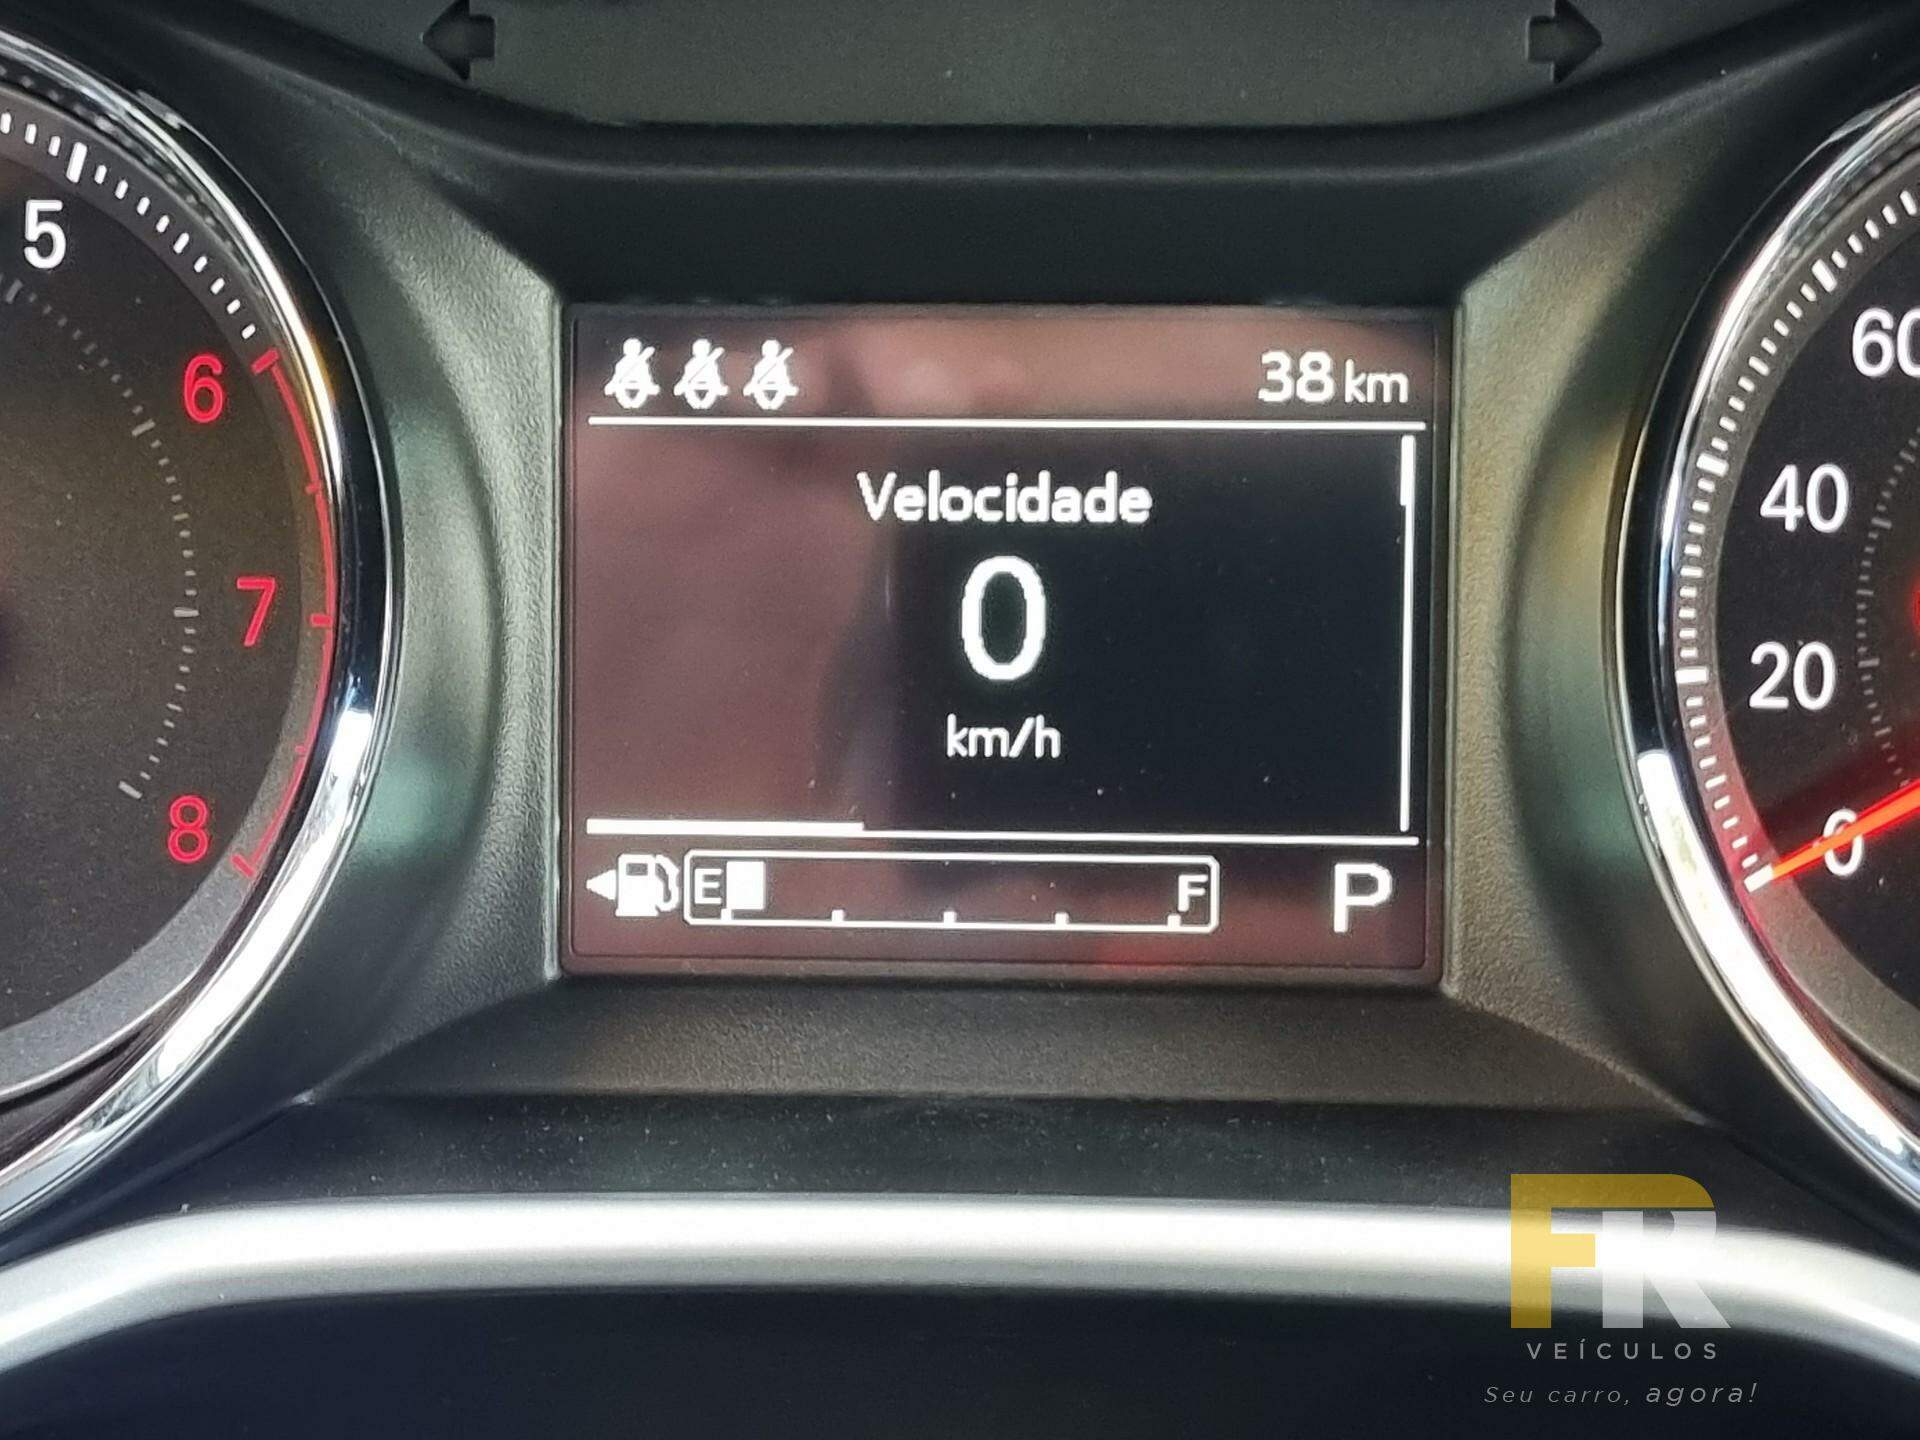 5
6
7
8
38 km
Velocidade
0
km/h
E
F
P
60
40
20
0
FR
VEÍCULOS
Seu carro, agora!